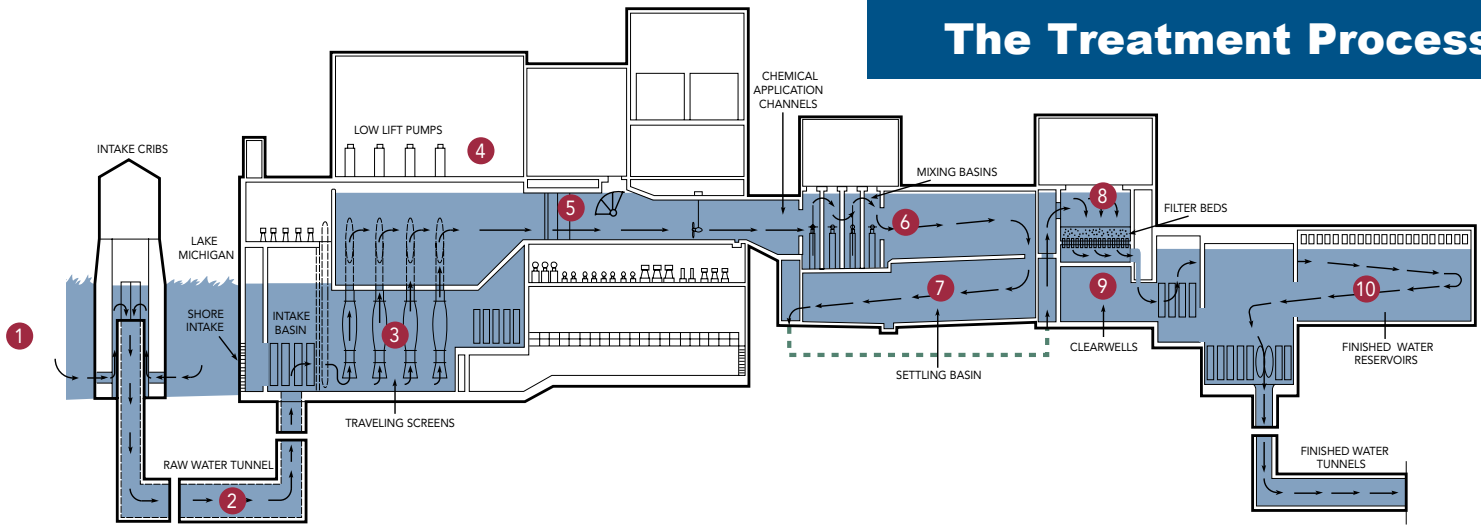 The Treatment Process
CHEMICAL
APPLICATION
CHANNELS
LOW LIFT PUMPS
4
INTAKE CRIBS
MIXING BASINS
8
5
6
FILTER BEDS
LAKE
MICHIGAN
7
9
10
SHORE
INTAKE
INTAKE
BASIN
1
3
CLEARWELLS
FINISHED WATER
RESERVOIRS
SETTLING BASIN
TRAVELING SCREENS
RAW WATER TUNNEL
2
FINISHED WATER
TUNNELS